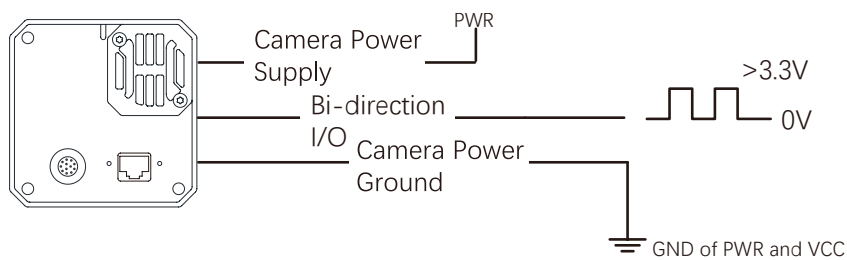 PWR
Camera Power
Supply
>3.3V
Bi-direction
I/O
0V
Camera Power
Ground
GND of PWR and VCC